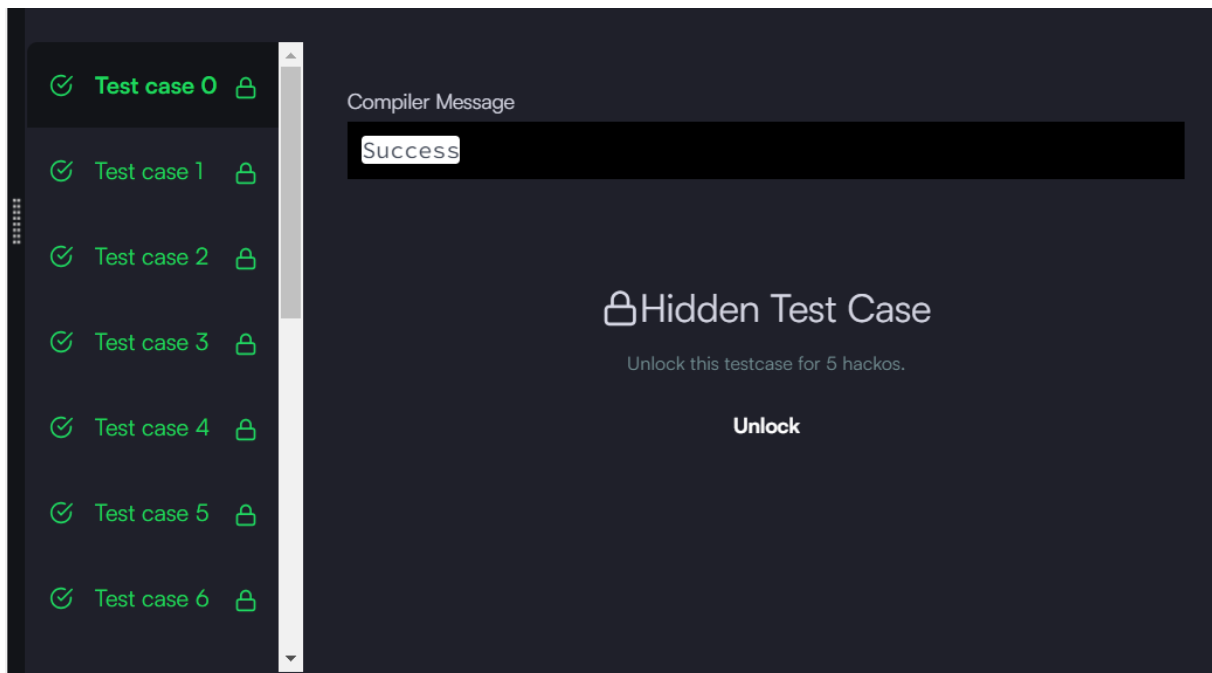 Test case 0
Test case 1
Test case 2
Test case 3
Test case 4
Test case 5
Test case 6
Compiler Message
Success
Hidden Test Case
Unlock this testcase for 5 hackos.
Unlock